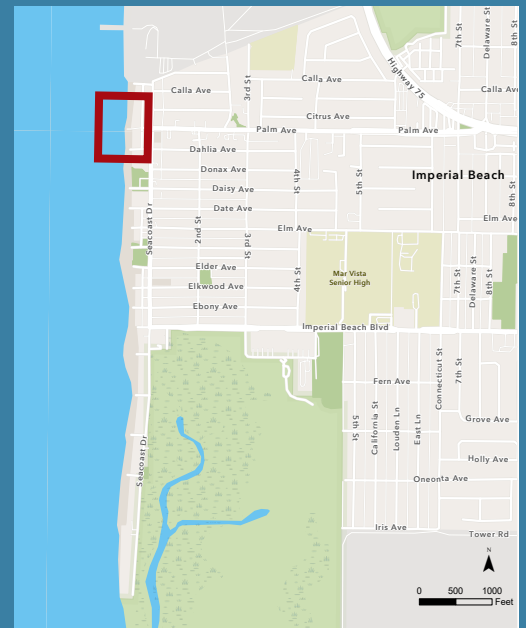 7th St
Delaware St
8th St
Highway 75
Calla Ave
3rd St
Calla Ave
Calla Av
Citrus Ave
Palm Ave
Palm Ave
Dahlia Ave
Donax Ave
4th St
5th St
Imperial Beach
Daisy Ave
8th St
Date Ave
Seacoast Dr
2nd St
3rd St
Elm Ave
Elm Ave
Elder Ave
4th St
Mar Vista
Senior High
7th St
Delaware St
8th St
Elkwood Ave
Ebony Ave
Imperial Beach Blvd
Connecticut St
7th St
Fern Ave
5th St
California St
Louden Ln
East Ln
Grove Ave
Seacoast Dr
Holly Ave
Oneonta Ave
Iris Ave
Tower Rd
N
0 500 1000
Feet